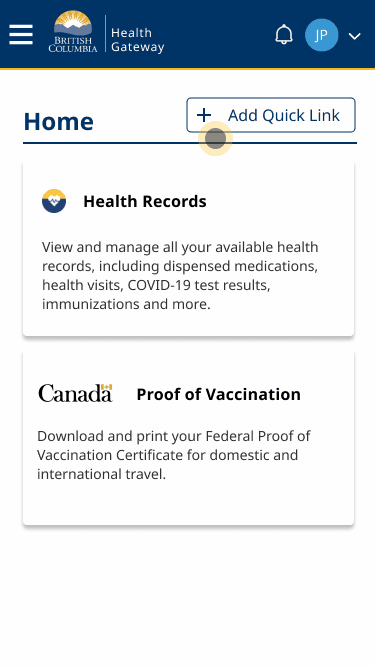 BRITISH
COLUMBIA
Health
Gateway
JP
Home
Add Quick Link
Health Records
View and manage all your available health
records, including dispensed medications,
health visits, COVID-19 test results,
immunizations and more.
Canada
Proof of Vaccination
Download and print your Federal Proof of
Vaccination Certificate for domestic and
international travel.